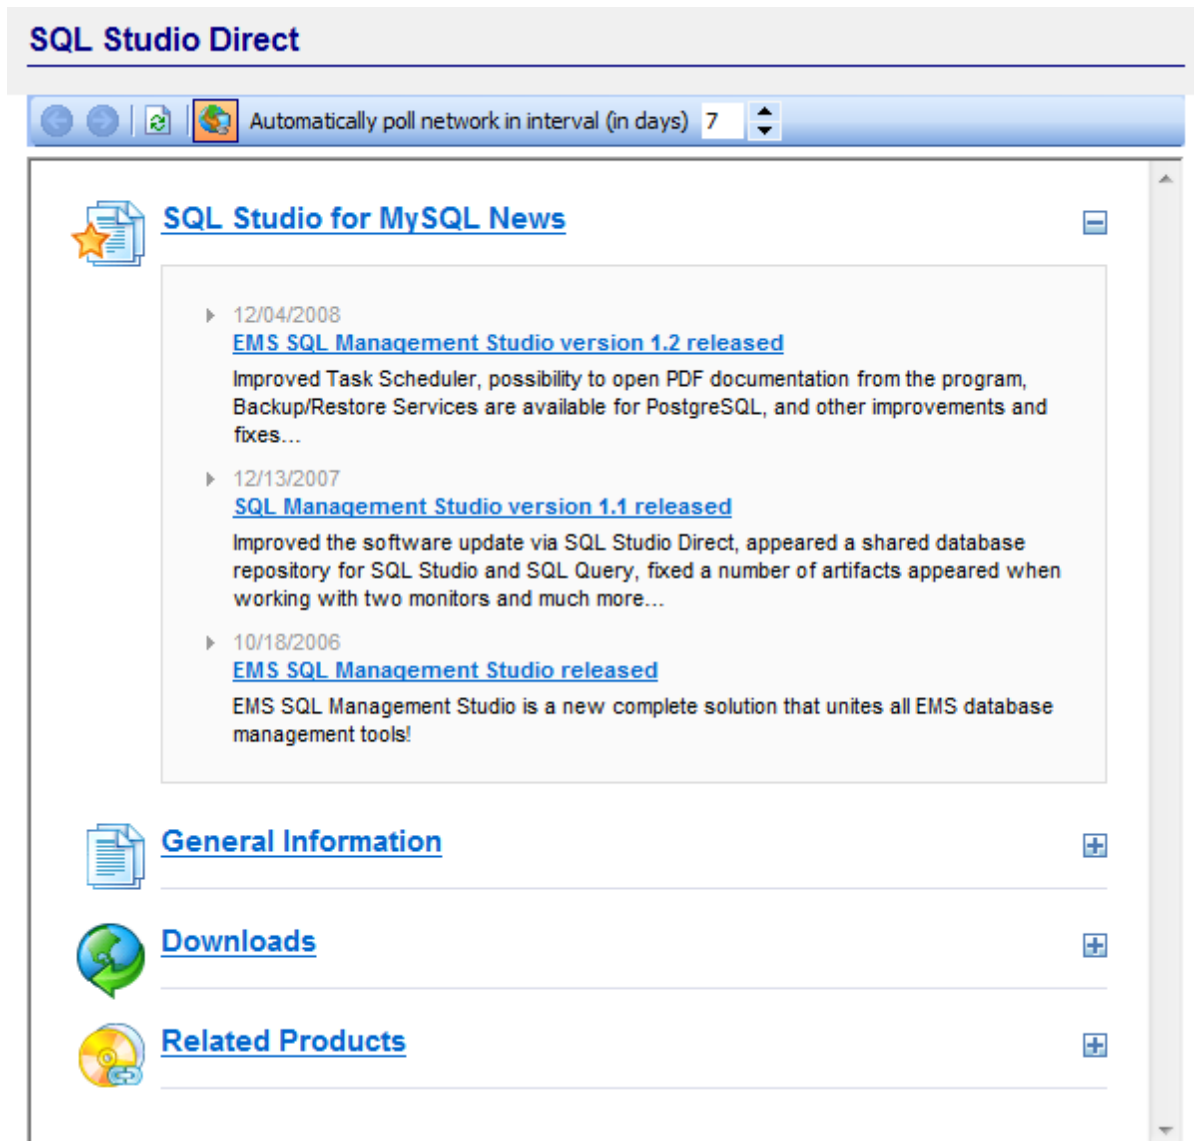 SQL Studio Direct
Automatically poll network in interval (in days) 7
SQL Studio for MySQL News
12/04/2008
EMS SQL Management Studio version 1.2 released
Improved Task Scheduler, possibility to open PDF documentation from the program,
Backup/Restore Services are available for PostgreSQL, and other improvements and
fixes...
12/13/2007
SQL Management Studio version 1.1 released
Improved the software update via SQL Studio Direct, appeared a shared database
repository for SQL Studio and SQL Query, fixed a number of artifacts appeared when
working with two monitors and much more...
10/18/2006
EMS SQL Management Studio released
EMS SQL Management Studio is a new complete solution that unites all EMS database
management tools!
General Information
Downloads
Related Products